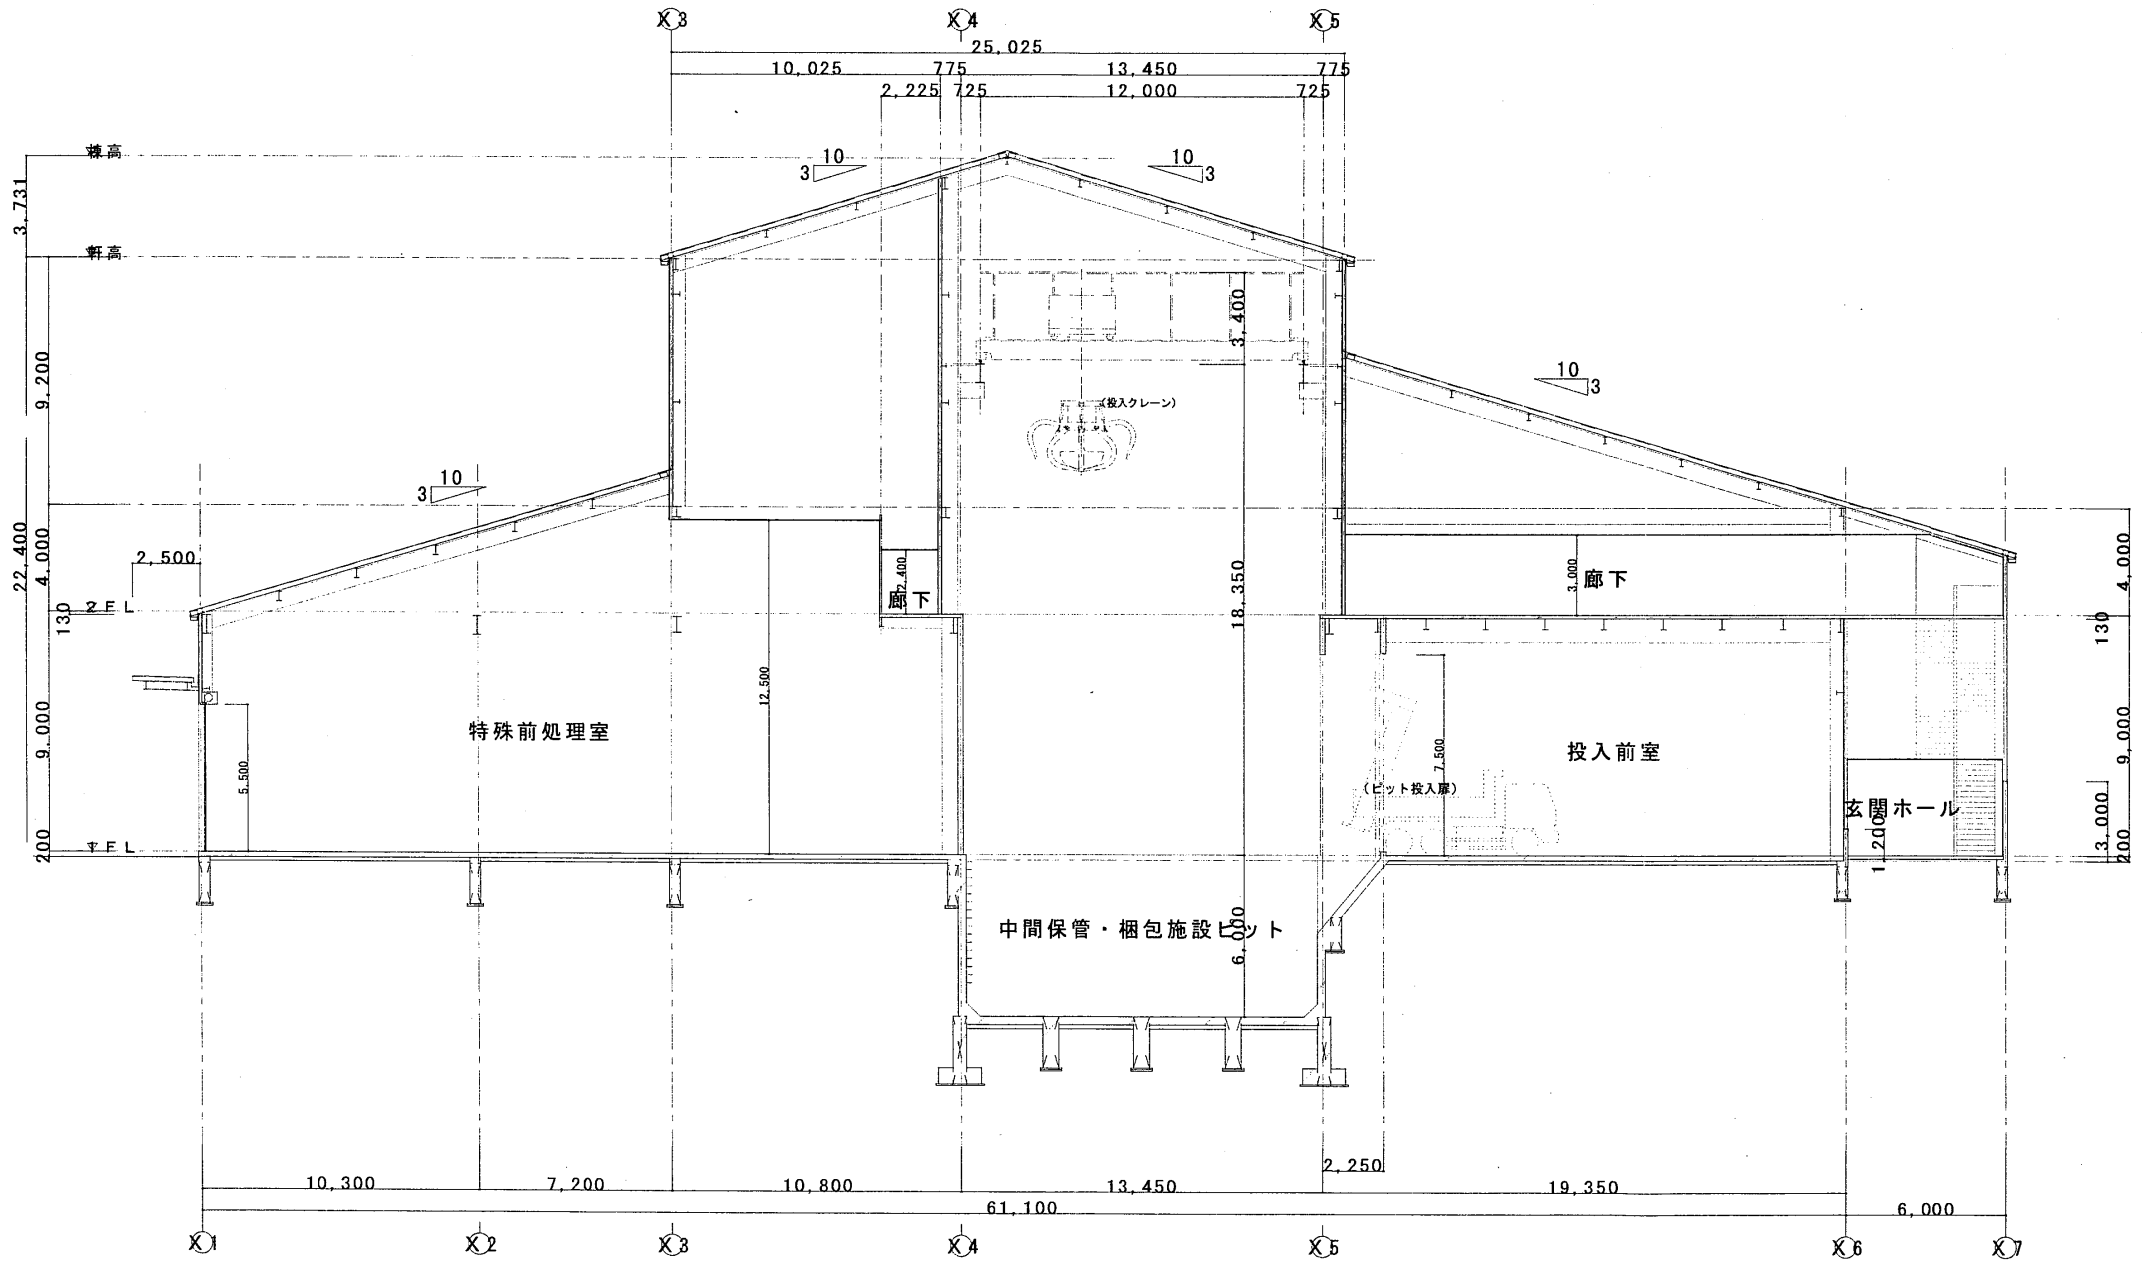 X3 X4 X5
25,025
10,025 775 13,450 775
2,225 725 12,000 725
棟高
10 10
3 3
3,731
軒高
3,400
9,200
10
3
(投入クレーン)
10
3
22,400
4,000
2,500
2,400
廊下
18,350
3,000
廊下
4,000
2FL
130
130
12,500
特殊前処理室
9,000
5,500
7,500
投入前室
9,000
(ピット投入扉)
玄関ホール
3,000
1,200
200
1FL
200
中間保管・梱包施設ピット
6,000
2,250
10,300 7,200 10,800 13,450 19,350
61,100 6,000
X1 X2 X3 X4 X5 X6 X7